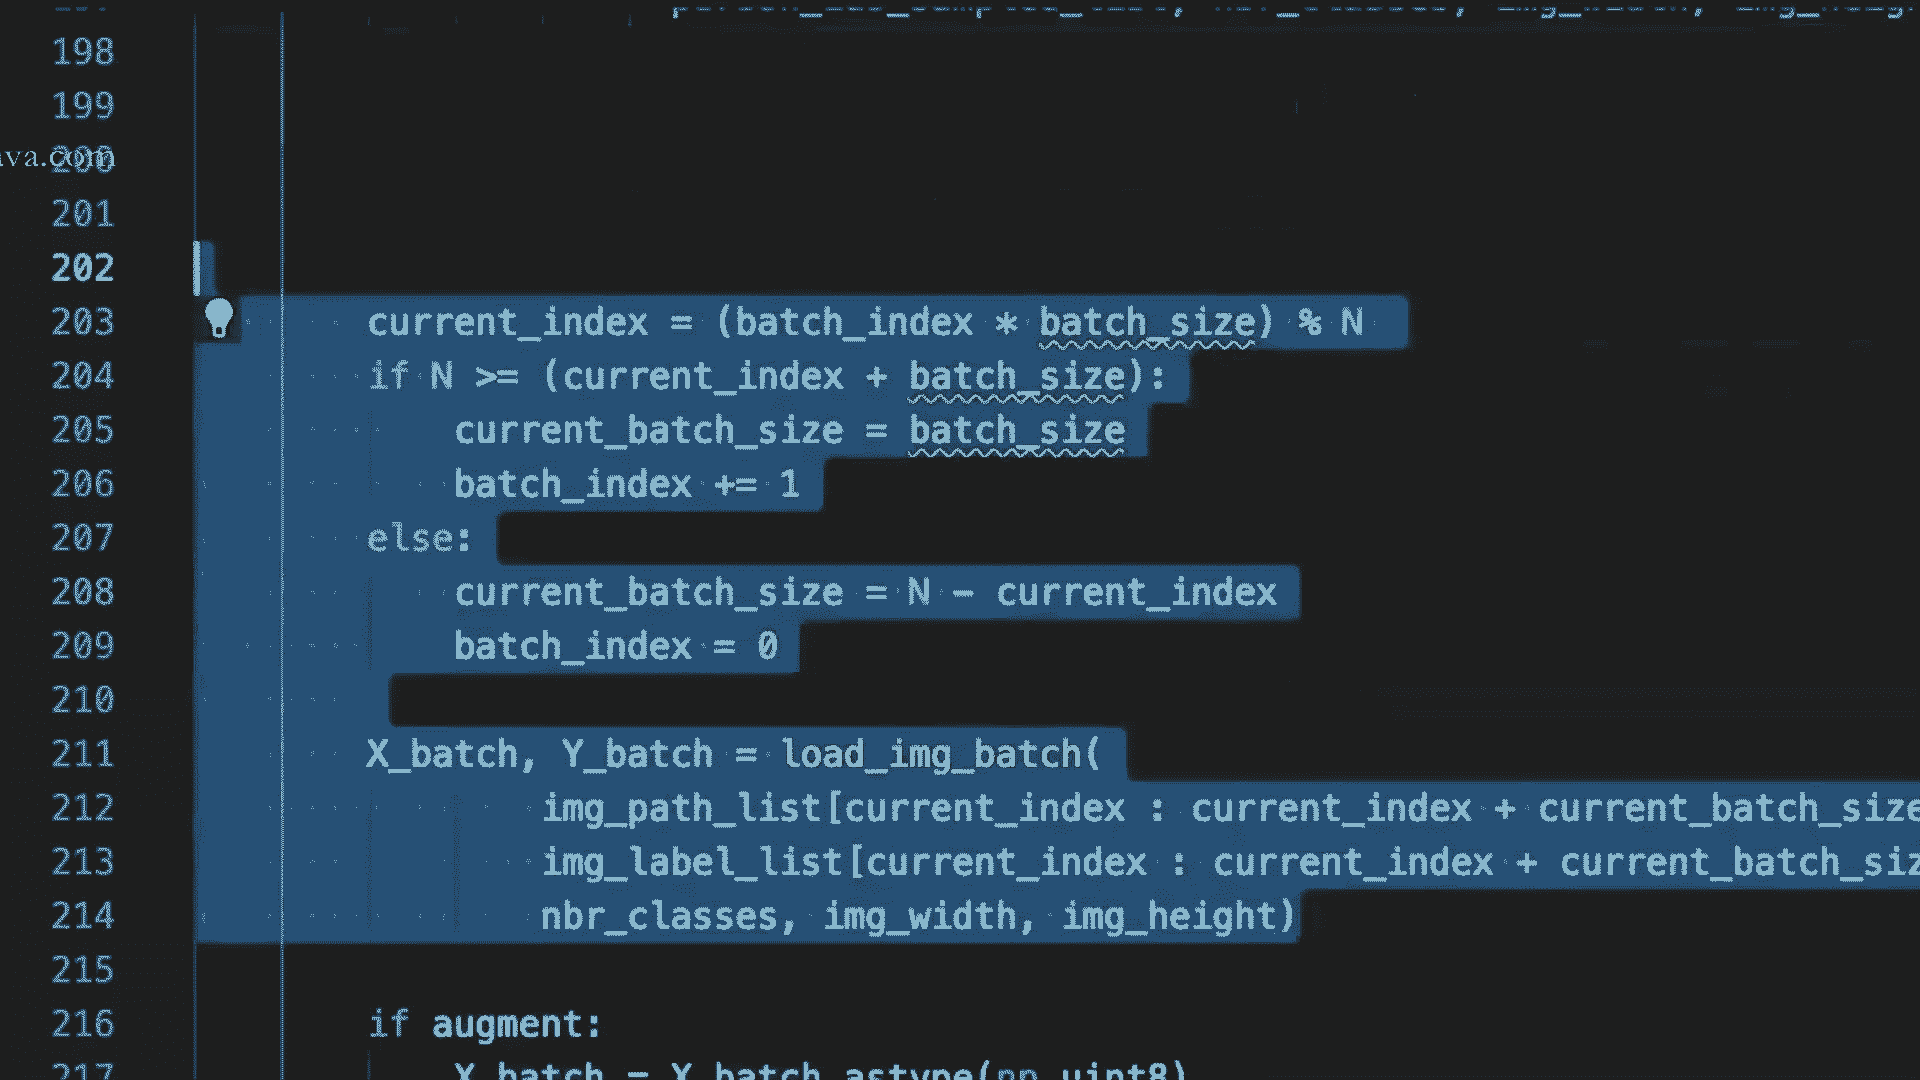 198
199
ava.com
200
201
202
203 current_index = (batch_index * batch_size) % N
204 if N >= (current_index + batch_size):
205 current_batch_size = batch_size
206 batch_index += 1
207 else:
208 current_batch_size = N - current_index
209 batch_index = 0
210
211 X_batch, Y_batch = load_img_batch(
212 img_path_list[current_index : current_index + current_batch_size
213 img_label_list[current_index : current_index + current_batch_siz
214 nbr_classes, img_width, img_height)
215
216 if augment:
217 X_batch = X_batch.astype(np.uint8)